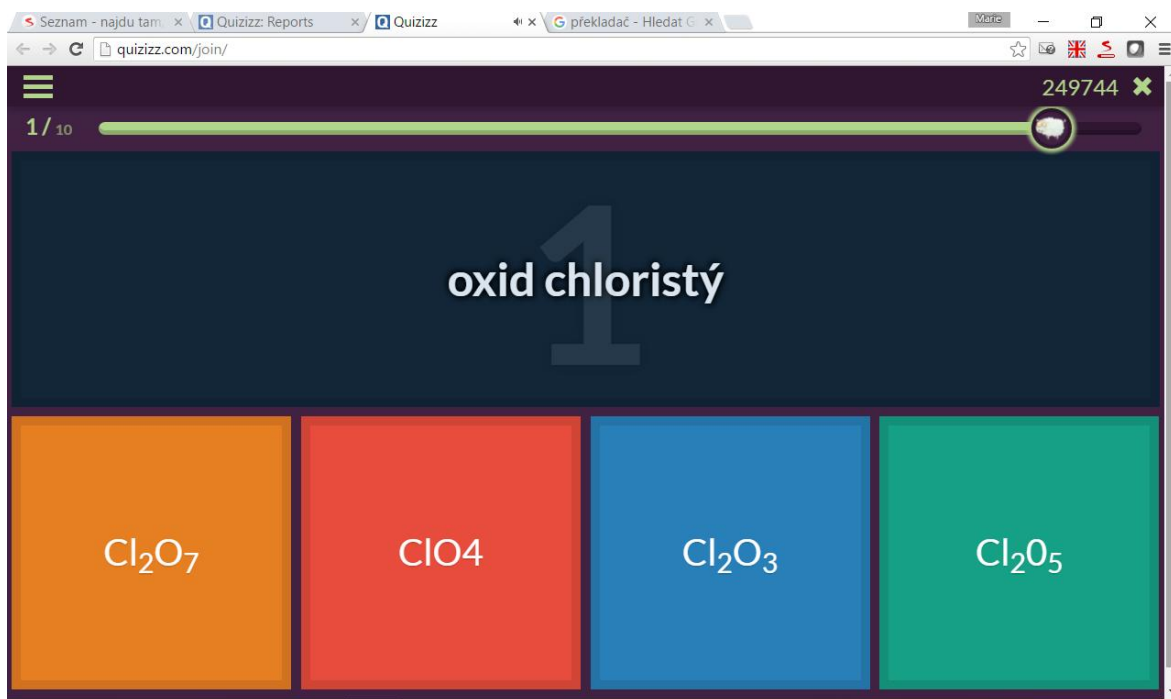 Seznam - najdu tam
Quizizz: Reports
Quizizz
překladač - Hledat G
Marie
quizizz.com/join/
249744
1/ 10
1
oxid chloristý
Cl₂O₇
ClO4
Cl₂O₃
Cl₂0₅